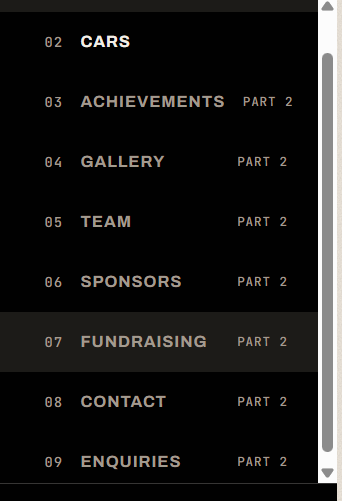 02 CARS
03 ACHIEVEMENTS PART 2
04 GALLERY PART 2
05 TEAM PART 2
06 SPONSORS PART 2
07 FUNDRAISING PART 2
08 CONTACT PART 2
09 ENQUIRIES PART 2